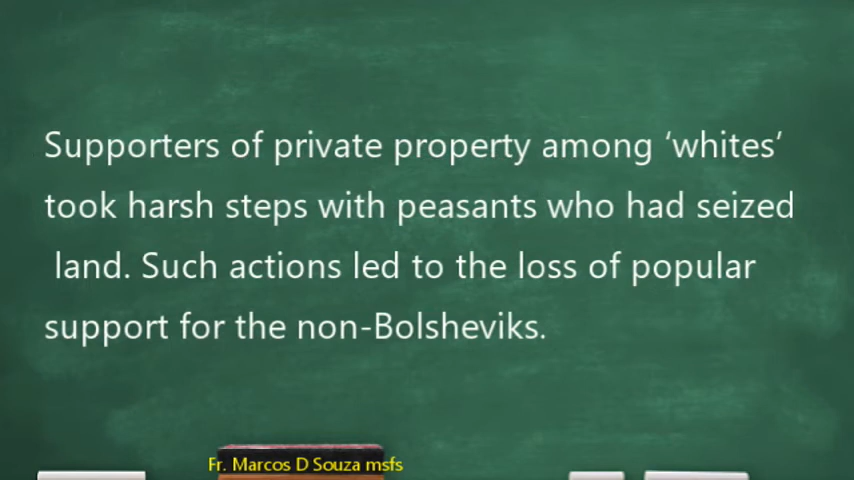 Supporters of private property among ‘whites’
took harsh steps with peasants who had seized
land. Such actions led to the loss of popular
support for the non-Bolsheviks.
Fr. Marcos D Souza msfs